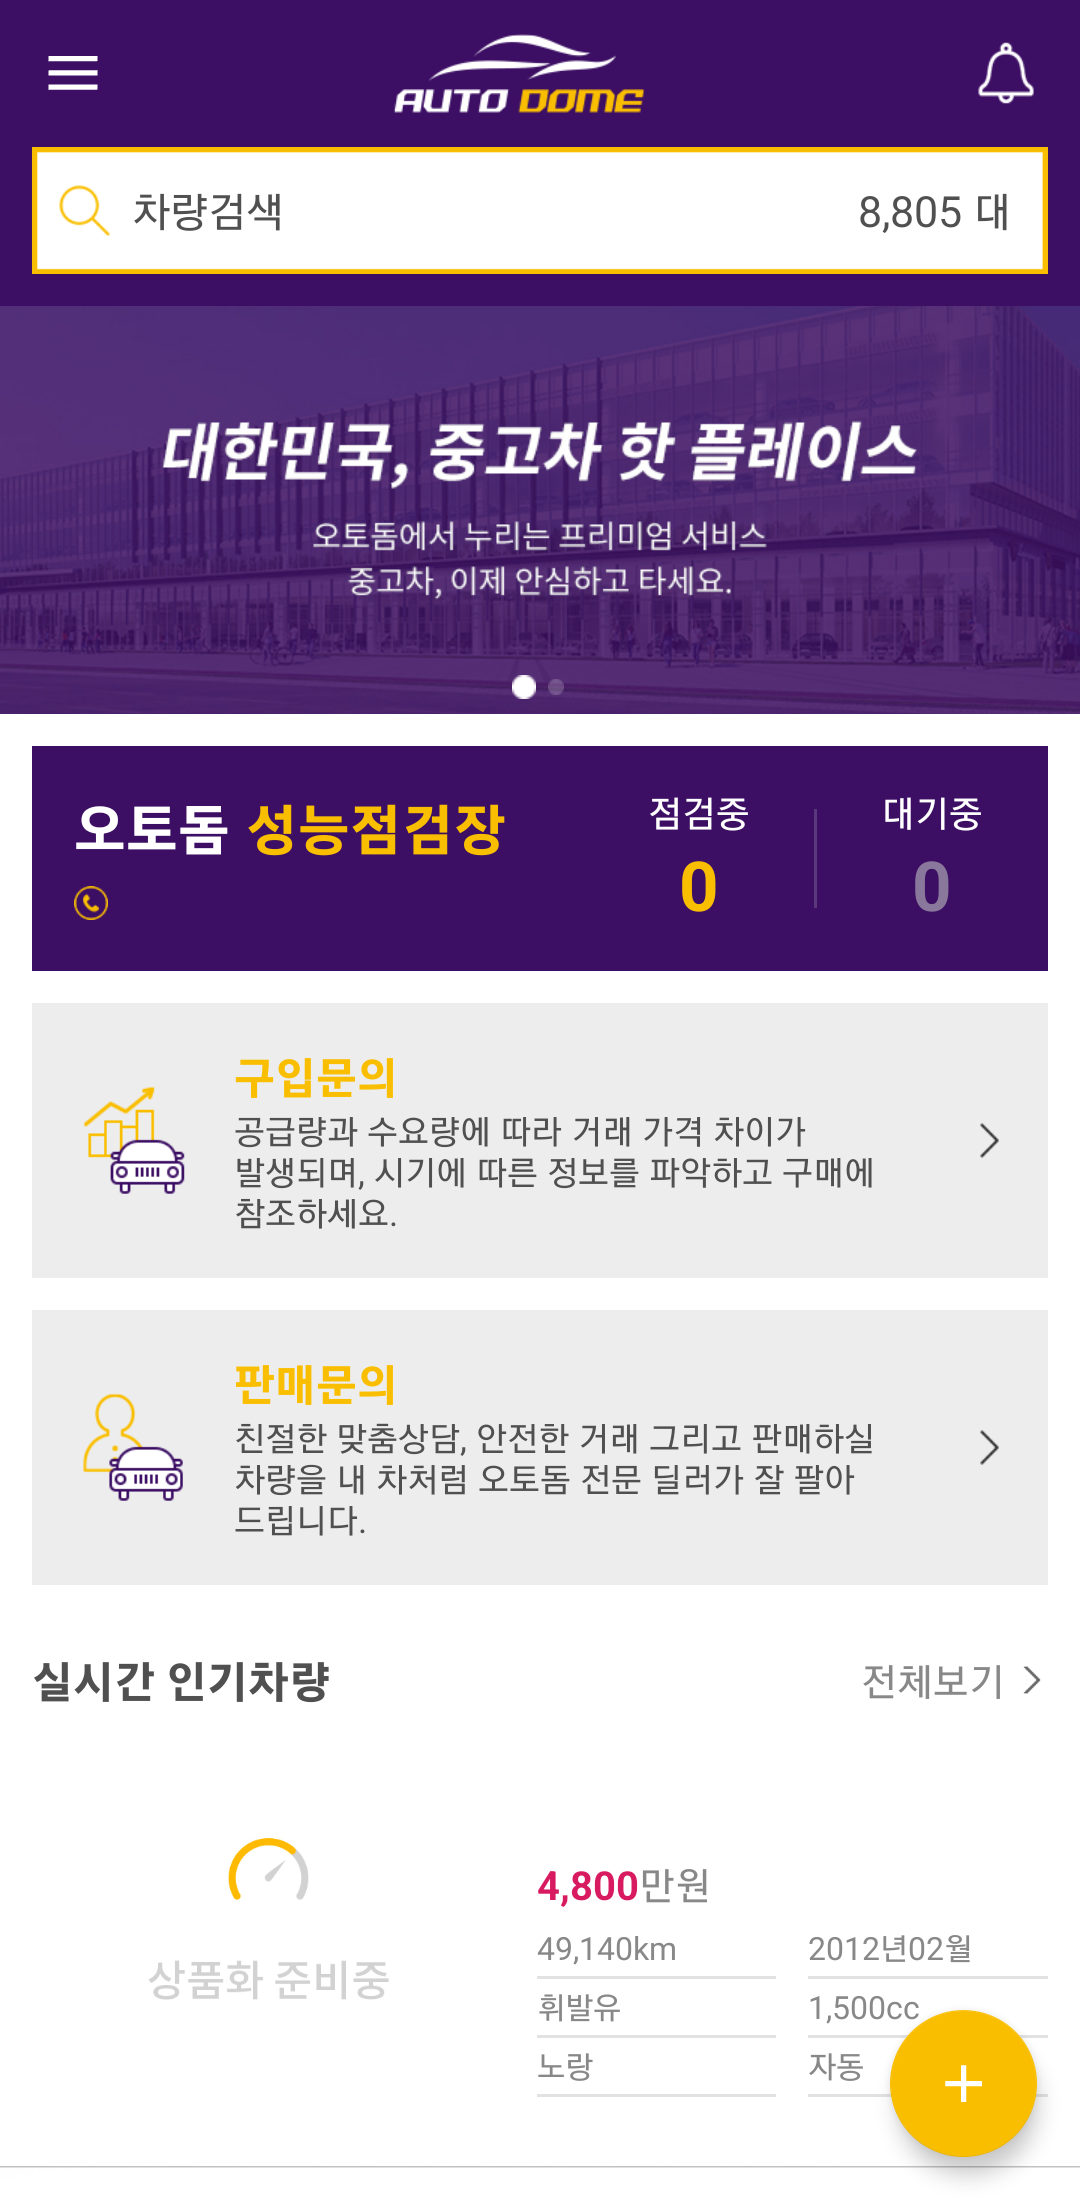 AUTO DOME
차량검색 8,805 대
대한민국, 중고차 핫 플레이스
오토돔에서 누리는 프리미엄 서비스
중고차, 이제 안심하고 타세요.
오토돔 성능점검장
점검중 대기중
0 0
구입문의
공급량과 수요량에 따라 거래 가격 차이가
발생되며, 시기에 따른 정보를 파악하고 구매에
참조하세요.
판매문의
친절한 맞춤상담, 안전한 거래 그리고 판매하실
차량을 내 차처럼 오토돔 전문 딜러가 잘 팔아
드립니다.
실시간 인기차량 전체보기
상품화 준비중
4,800만원
49,140km 2012년02월
휘발유 1,500cc
노랑 자동